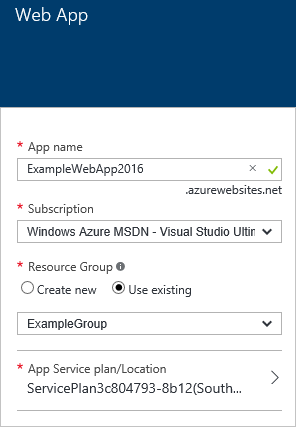 Web App
* App name
ExampleWebApp2016
.azurewebsites.net
* Subscription
Windows Azure MSDN - Visual Studio Ultin
* Resource Group
Create new Use existing
ExampleGroup
* App Service plan/Location
ServicePlan3c804793-8b12(South...